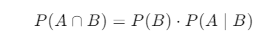 P(A ∩ B) = P(B) · P(A | B)